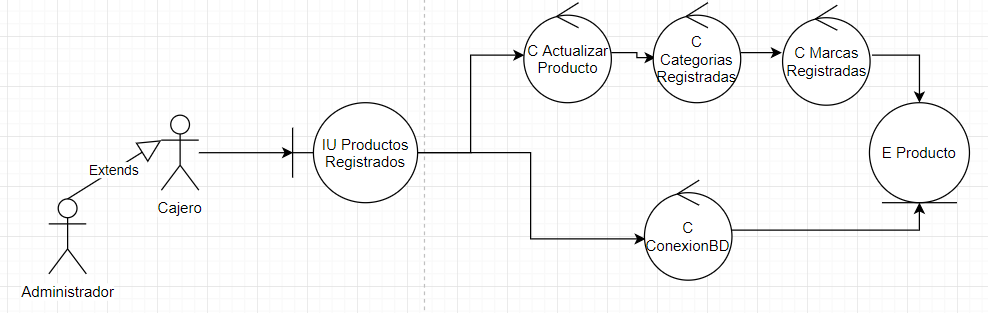 C Actualizar
Producto
C
Categorias
Registradas
C Marcas
Registradas
IU Productos
Registrados
E Producto
Extends
Cajero
C
ConexionBD
Administrador